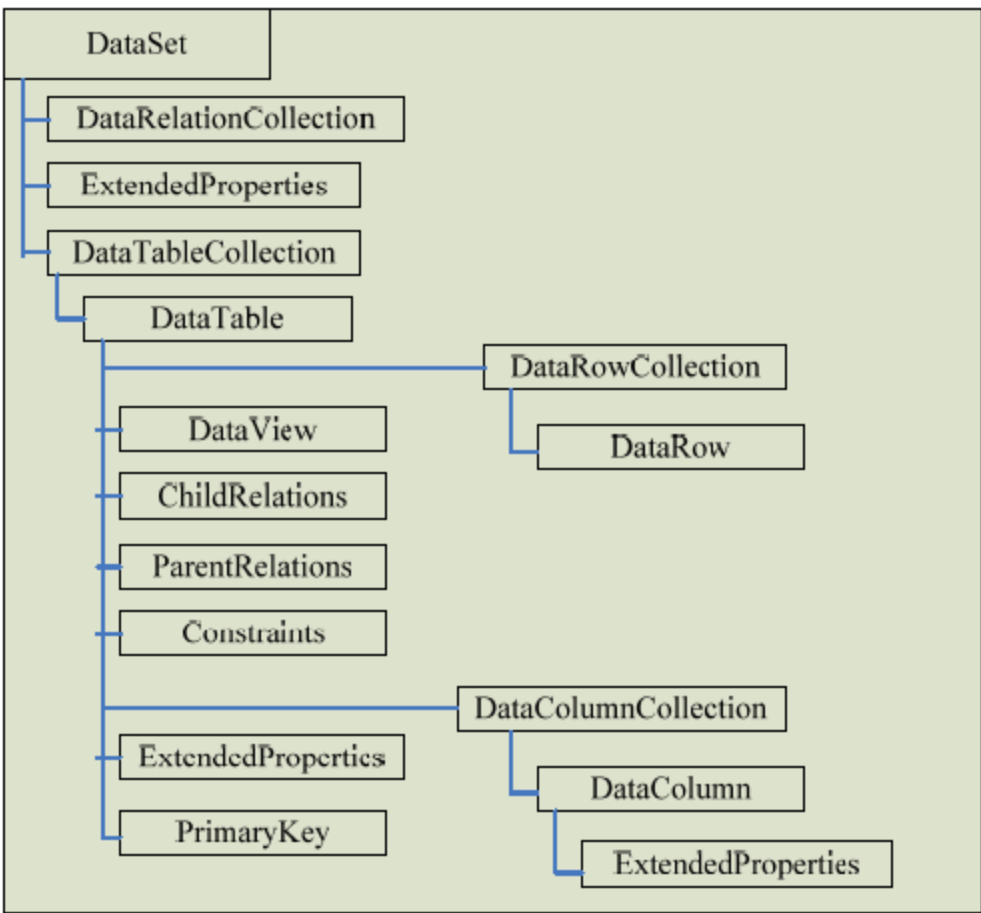 DataSet
DataRelationCollection
ExtendedProperties
DataTableCollection
DataTable
DataRowCollection
DataView
DataRow
ChildRelations
ParentRelations
Constraints
DataColumnCollection
ExtendedProperties
DataColumn
PrimaryKey
ExtendedProperties